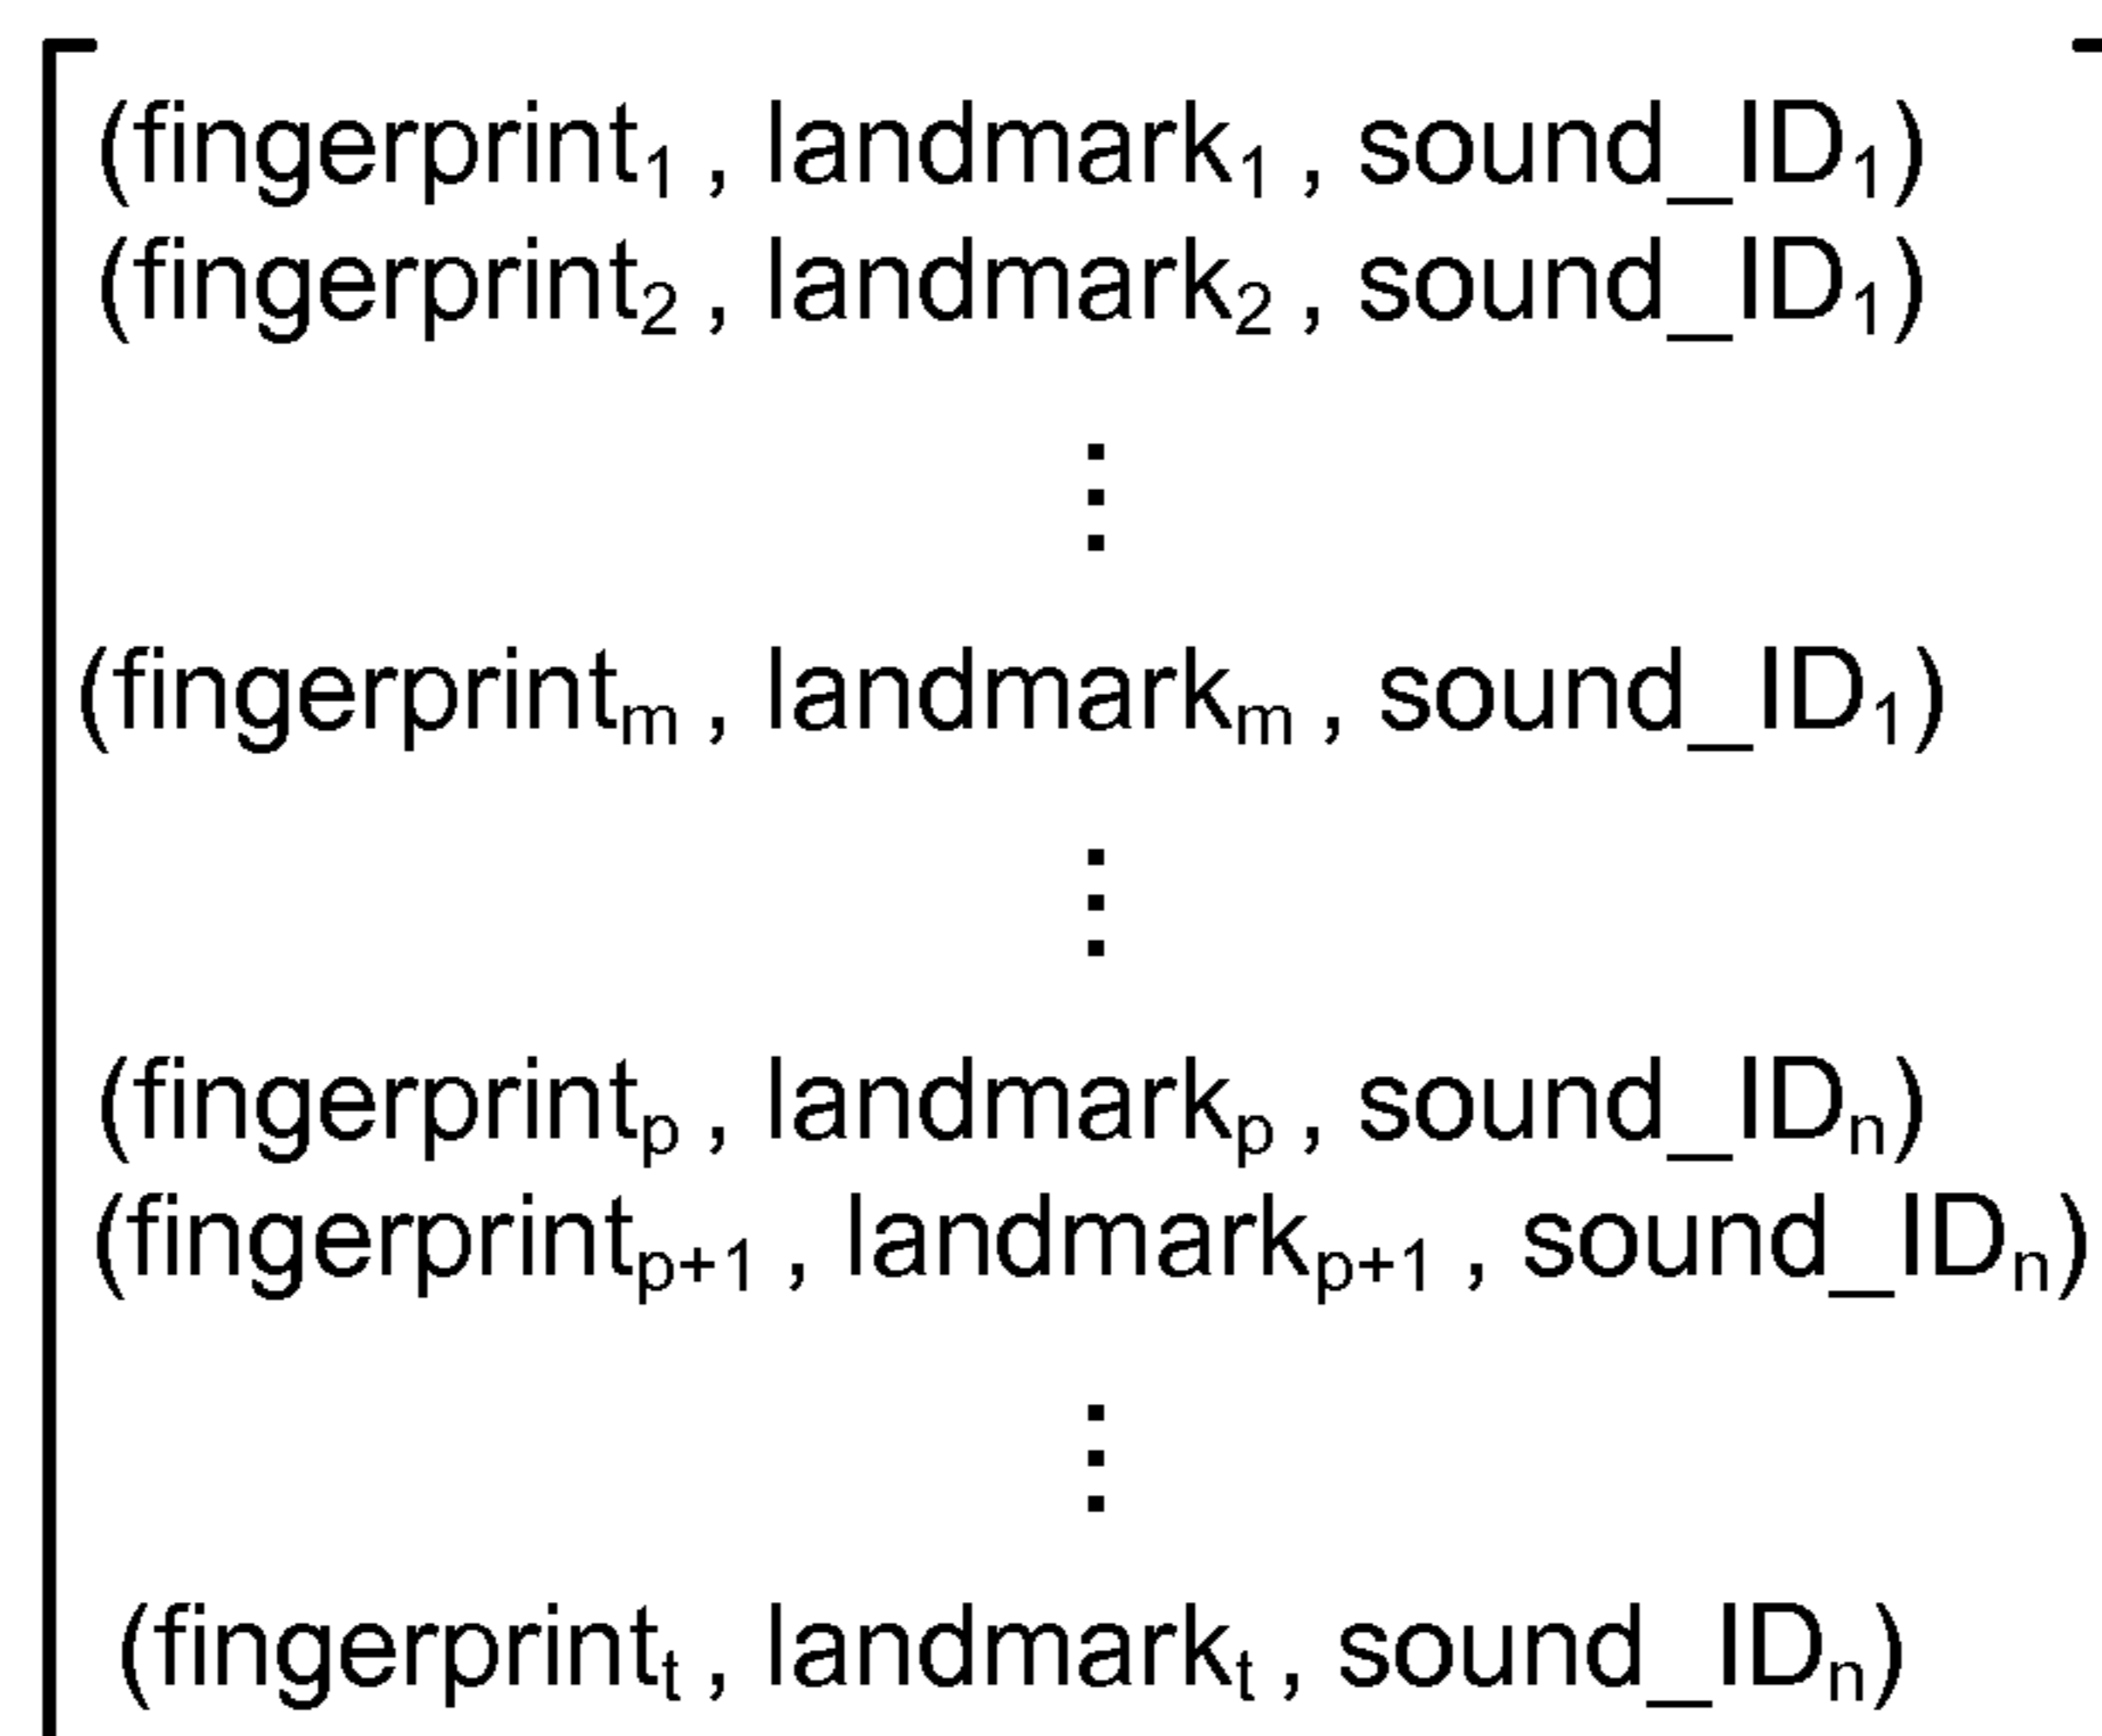 (fingerprint₁ , landmark₁ , sound_ID₁)
(fingerprint₂ , landmark₂ , sound_ID₁)
⋮
(fingerprintₘ , landmarkₘ , sound_ID₁)
⋮
(fingerprintₚ , landmarkₚ , sound_IDₙ)
(fingerprintₚ₊₁ , landmarkₚ₊₁ , sound_IDₙ)
⋮
(fingerprintₜ , landmarkₜ , sound_IDₙ)